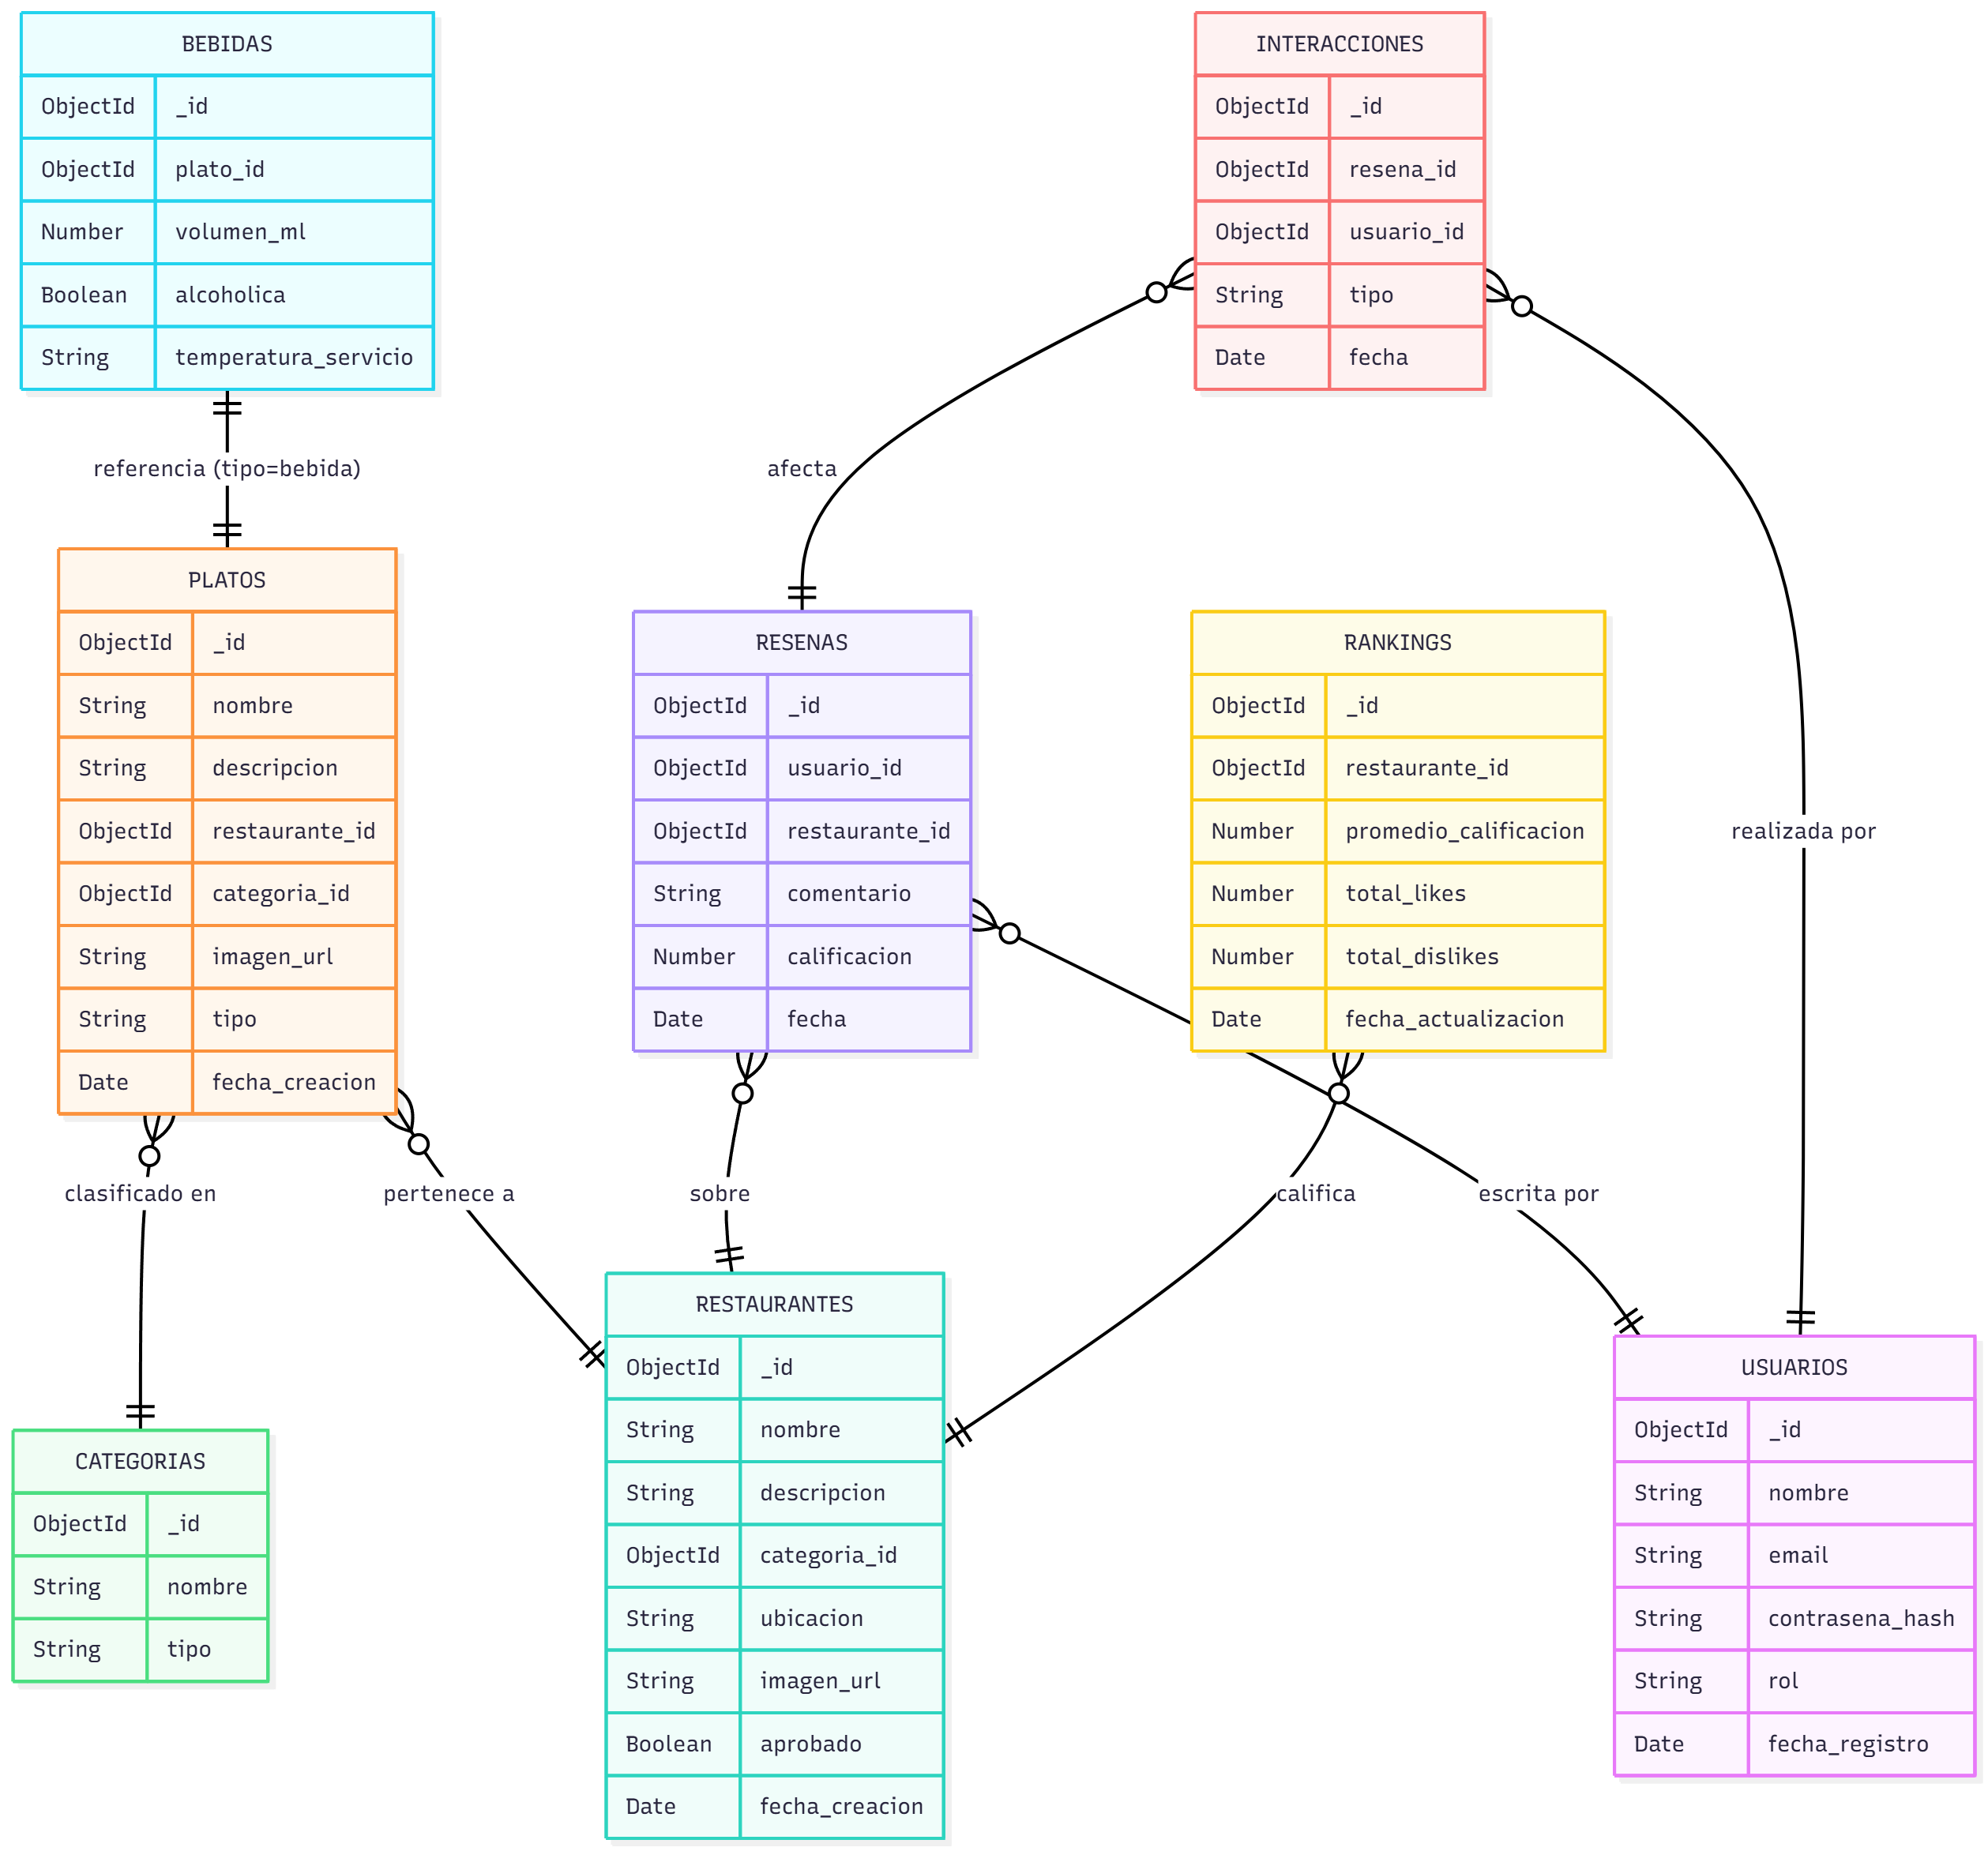 BEBIDAS
ObjectId _id
ObjectId plato_id
Number volumen_ml
Boolean alcoholica
String temperatura_servicio
INTERACCIONES
ObjectId _id
ObjectId resena_id
ObjectId usuario_id
String tipo
Date fecha
referencia (tipo=bebida)
afecta
PLATOS
ObjectId _id
String nombre
String descripcion
ObjectId restaurante_id
ObjectId categoria_id
String imagen_url
String tipo
Date fecha_creacion
RESENAS
ObjectId _id
ObjectId usuario_id
ObjectId restaurante_id
String comentario
Number calificacion
Date fecha
RANKINGS
ObjectId _id
ObjectId restaurante_id
Number promedio_calificacion
Number total_likes
Number total_dislikes
Date fecha_actualizacion
realizada por
clasificado en
pertenece a
sobre
califica
escrita por
CATEGORIAS
ObjectId _id
String nombre
String tipo
RESTAURANTES
ObjectId _id
String nombre
String descripcion
ObjectId categoria_id
String ubicacion
String imagen_url
Boolean aprobado
Date fecha_creacion
USUARIOS
ObjectId _id
String nombre
String email
String contrasena_hash
String rol
Date fecha_registro